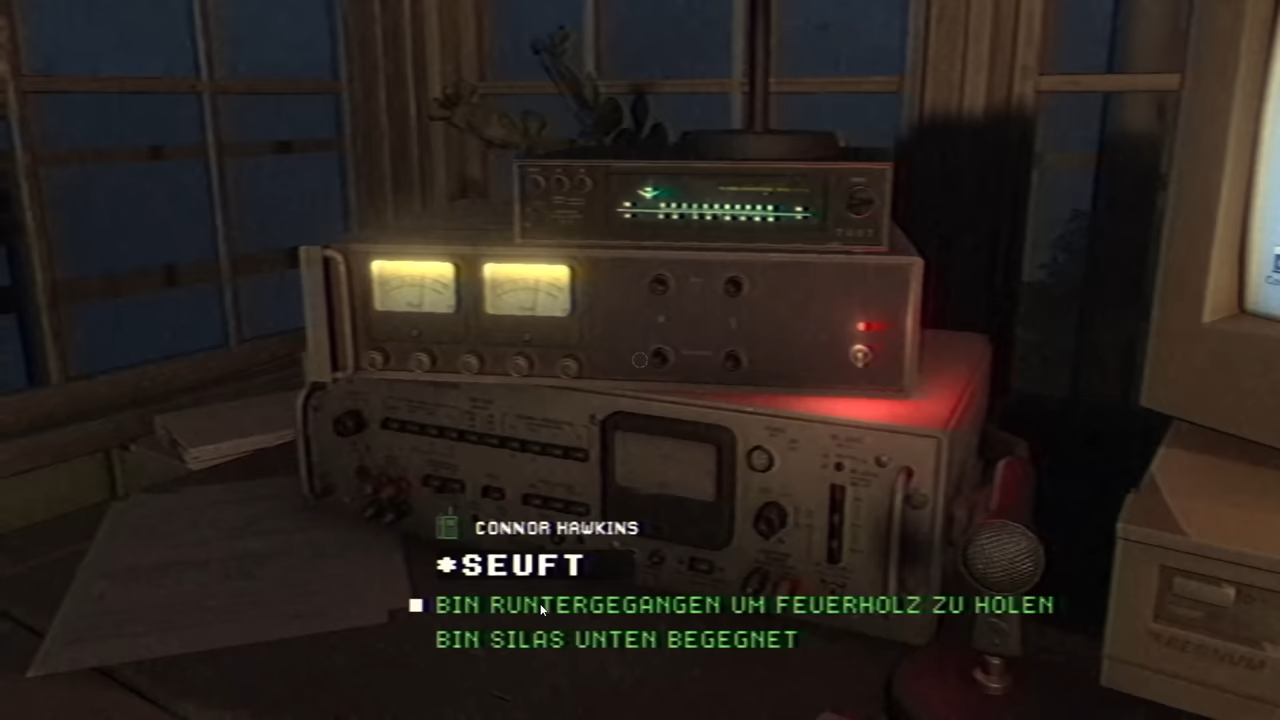 CONNOR HAWKINS
*SEUFT
BIN RUNTERGEGANGEN UM FEUERHOLZ ZU HOLEN
BIN SILAS UNTEN BEGEGNET